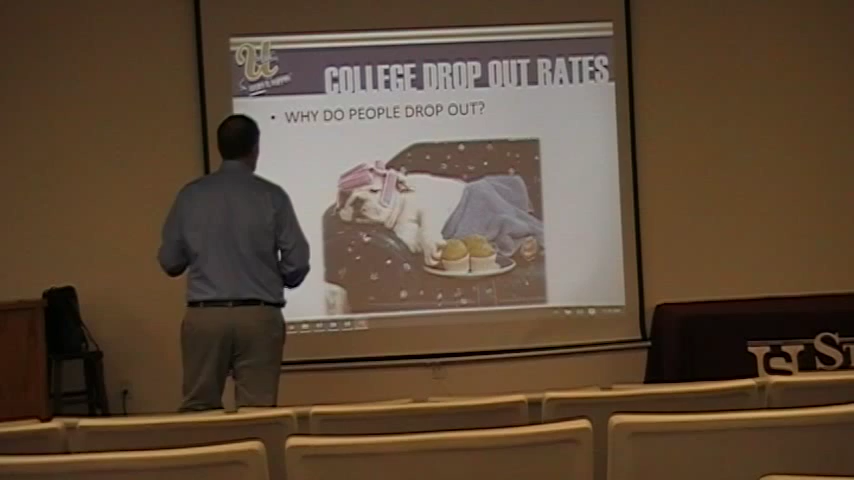 COLLEGE DROP OUT RATES
• WHY DO PEOPLE DROP OUT?